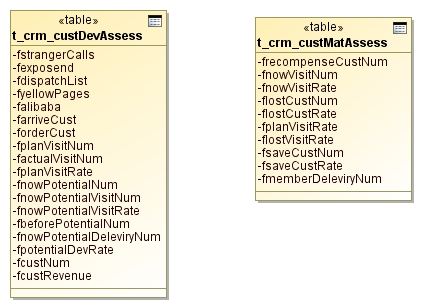 «table»
t_crm_custDevAssess
-fstrangerCalls
-fexposend
-fdispatchList
-fyellowPages
-falibaba
-farriveCust
-forderCust
-fplanVisitNum
-factualVisitNum
-fplanVisitRate
-fnowPotentialNum
-fnowPotentialVisitNum
-fnowPotentialVisitRate
-fbeforePotentialNum
-fnowPotentialDeleviryNum
-fpotentialDevRate
-fcustNum
-fcustRevenue
«table»
t_crm_custMatAssess
-frecompenseCustNum
-fnowVisitNum
-fnowVisitRate
-flostCustNum
-flostCustRate
-fplanVisitRate
-flostVisitRate
-fsaveCustNum
-fsaveCustRate
-fmemberDeleviryNum